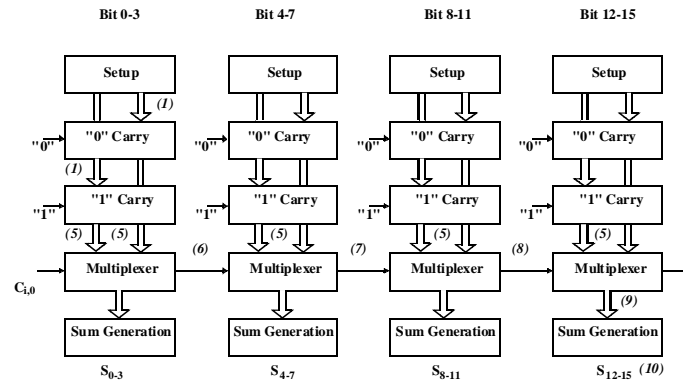 Bit 0-3 Bit 4-7 Bit 8-11 Bit 12-15
Setup Setup Setup Setup
(1)
"0" "0" Carry "0" "0" Carry "0" "0" Carry "0" "0" Carry
(1)
"1" "1" Carry "1" "1" Carry "1" "1" Carry "1" "1" Carry
(5) (5) (5) (5) (5)
(6) (7) (8)
Multiplexer Multiplexer Multiplexer Multiplexer
Ci,0
(9)
Sum Generation Sum Generation Sum Generation Sum Generation
S0-3 S4-7 S8-11 S12-15 (10)